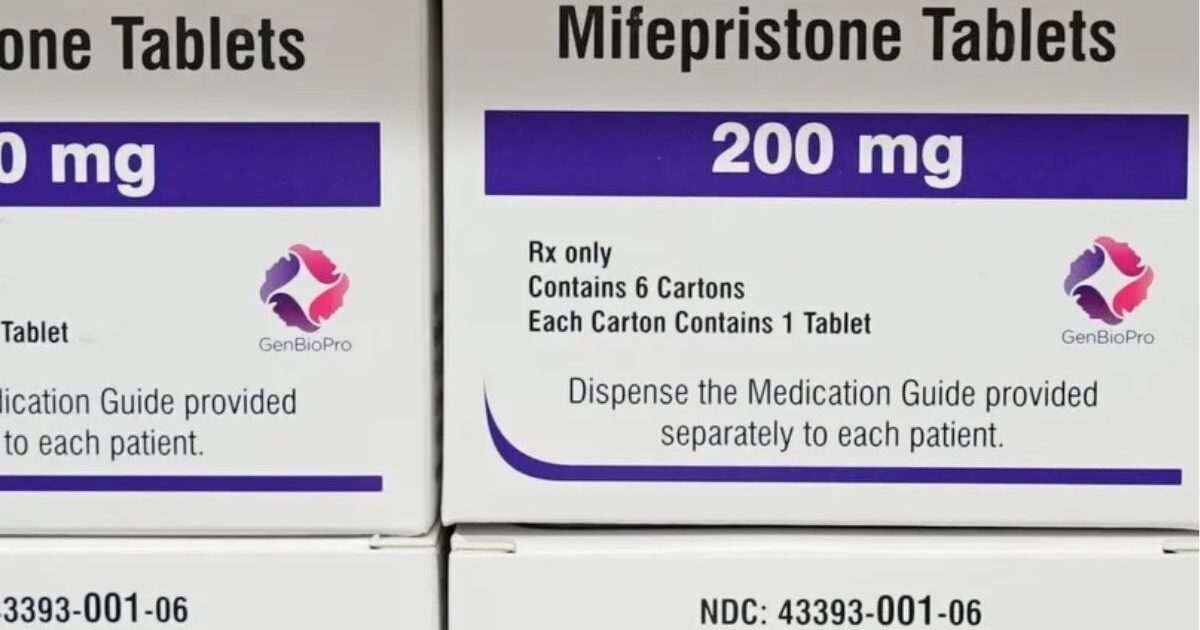 one Tablets
0 mg
Tablet
GenBioPro
lication Guide provided
to each patient.
3393-001-06
Mifepristone Tablets
200 mg
Rx only
Contains 6 Cartons
Each Carton Contains 1 Tablet
GenBioPro
Dispense the Medication Guide provided
separately to each patient.
NDC: 43393-001-06